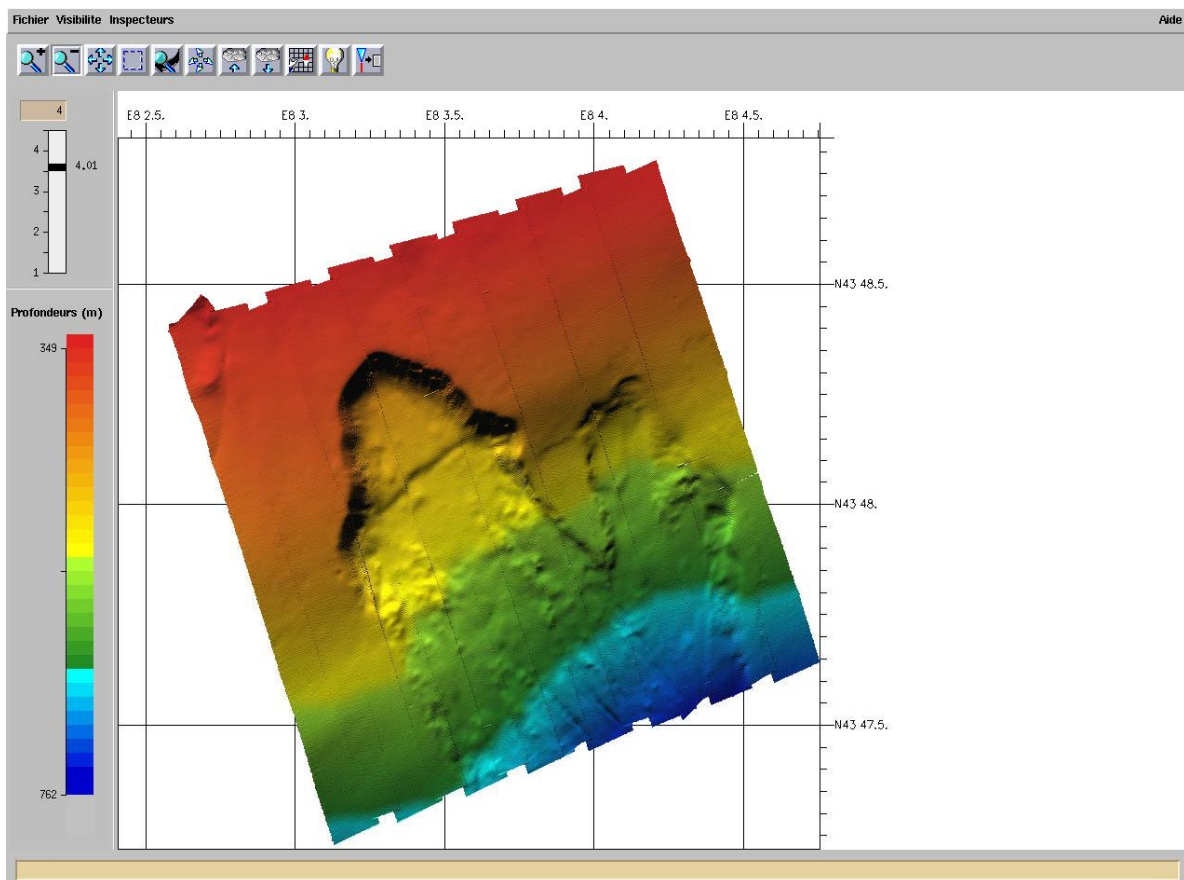 Fichier Visibilite Inspecteurs Aide
4
E8 2.5. E8 3. E8 3.5. E8 4. E8 4.5.
4
4.01
3
2
1
N43 48.5.
Profondeurs (m)
349
N43 48.
N43 47.5.
762